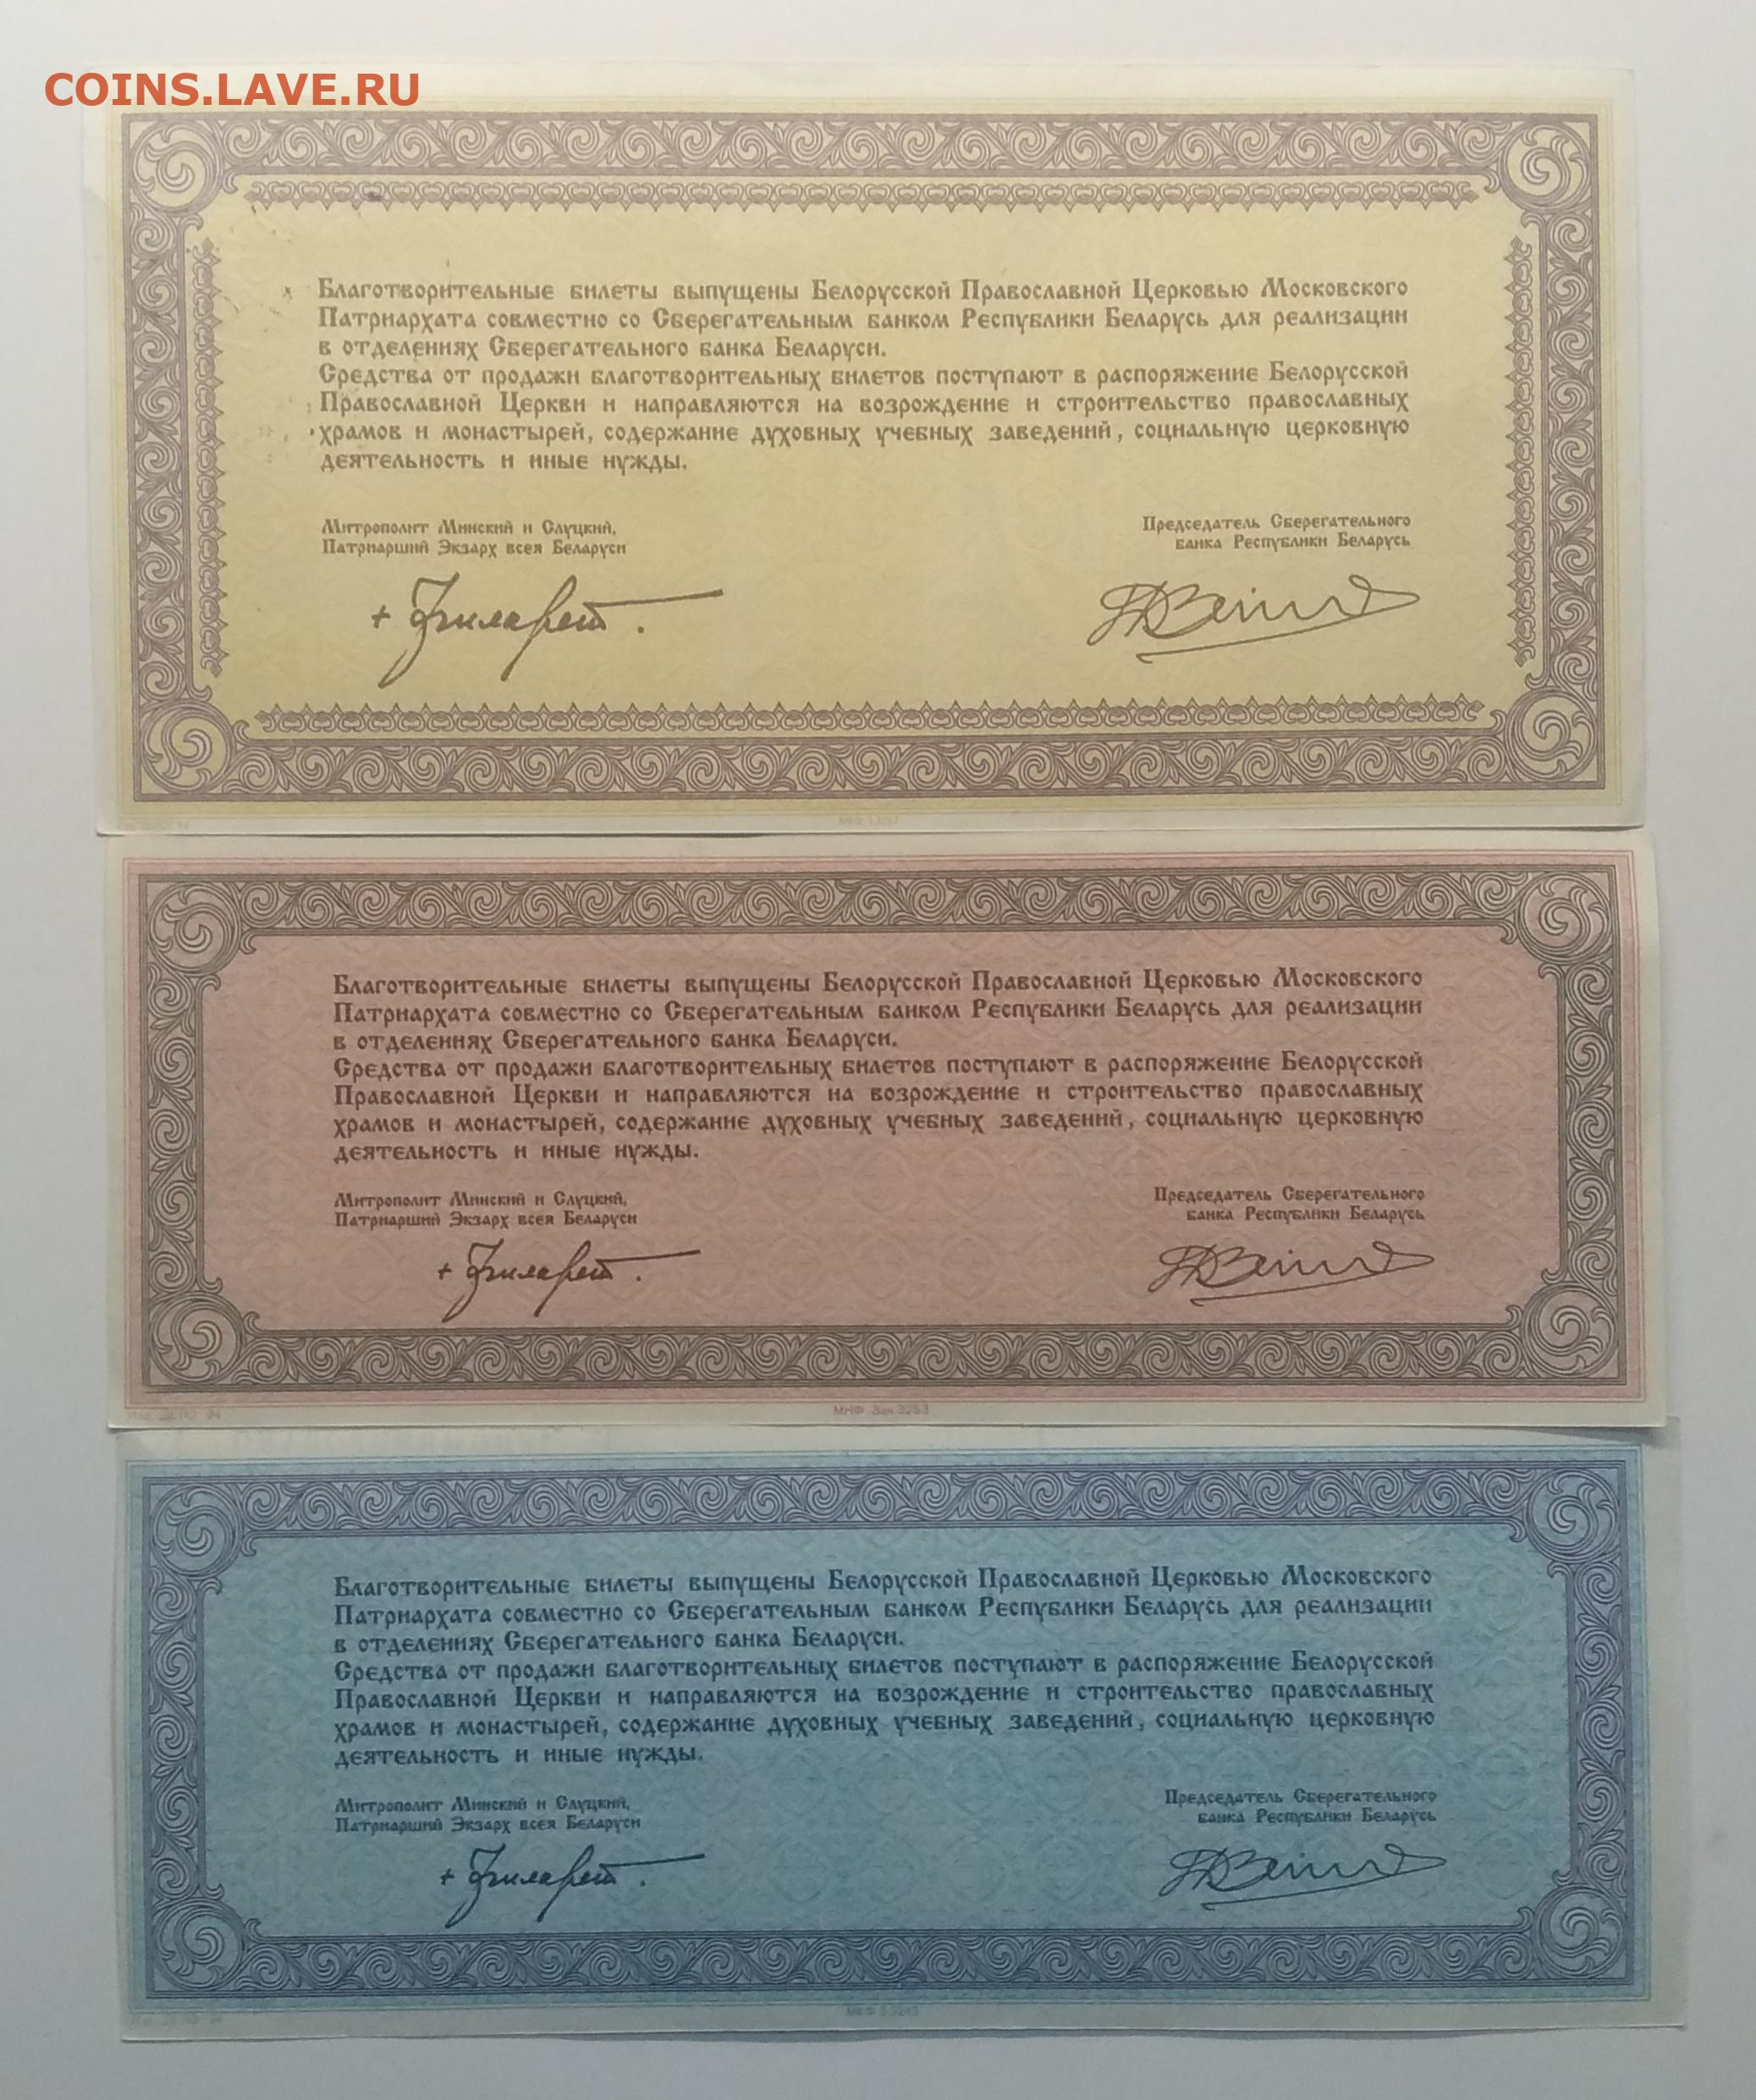 COINS.LAVE.RU
Благотворительные билеты выпущены Белорусской Православной Церковью Московского
Патриархата совместно со Сберегательным банком Республики Беларусь для реализации
в отделениях Сберегательного банка Беларуси.
Средства от продажи благотворительных билетов поступают в распоряжение Белорусской
Православной Церкви и направляются на возрождение и строительство православных
храмов и монастырей, содержание духовных учебных заведений, социальную церковную
деятельность и иные нужды.
Митрополит Минский и Слуцкий,
Патриарший Экзарх всея Беларуси
Председатель Сберегательного
банка Республики Беларусь
+ Филарет.
Благотворительные билеты выпущены Белорусской Православной Церковью Московского
Патриархата совместно со Сберегательным банком Республики Беларусь для реализации
в отделениях Сберегательного банка Беларуси.
Средства от продажи благотворительных билетов поступают в распоряжение Белорусской
Православной Церкви и направляются на возрождение и строительство православных
храмов и монастырей, содержание духовных учебных заведений, социальную церковную
деятельность и иные нужды.
Митрополит Минский и Слуцкий,
Патриарший Экзарх всея Беларуси
Председатель Сберегательного
банка Республики Беларусь
+ Филарет.
МНФ Зак 3263
Благотворительные билеты выпущены Белорусской Православной Церковью Московского
Патриархата совместно со Сберегательным банком Республики Беларусь для реализации
в отделениях Сберегательного банка Беларуси.
Средства от продажи благотворительных билетов поступают в распоряжение Белорусской
Православной Церкви и направляются на возрождение и строительство православных
храмов и монастырей, содержание духовных учебных заведений, социальную церковную
деятельность и иные нужды.
Митрополит Минский и Слуцкий,
Патриарший Экзарх всея Беларуси
Председатель Сберегательного
банка Республики Беларусь
+ Филарет.